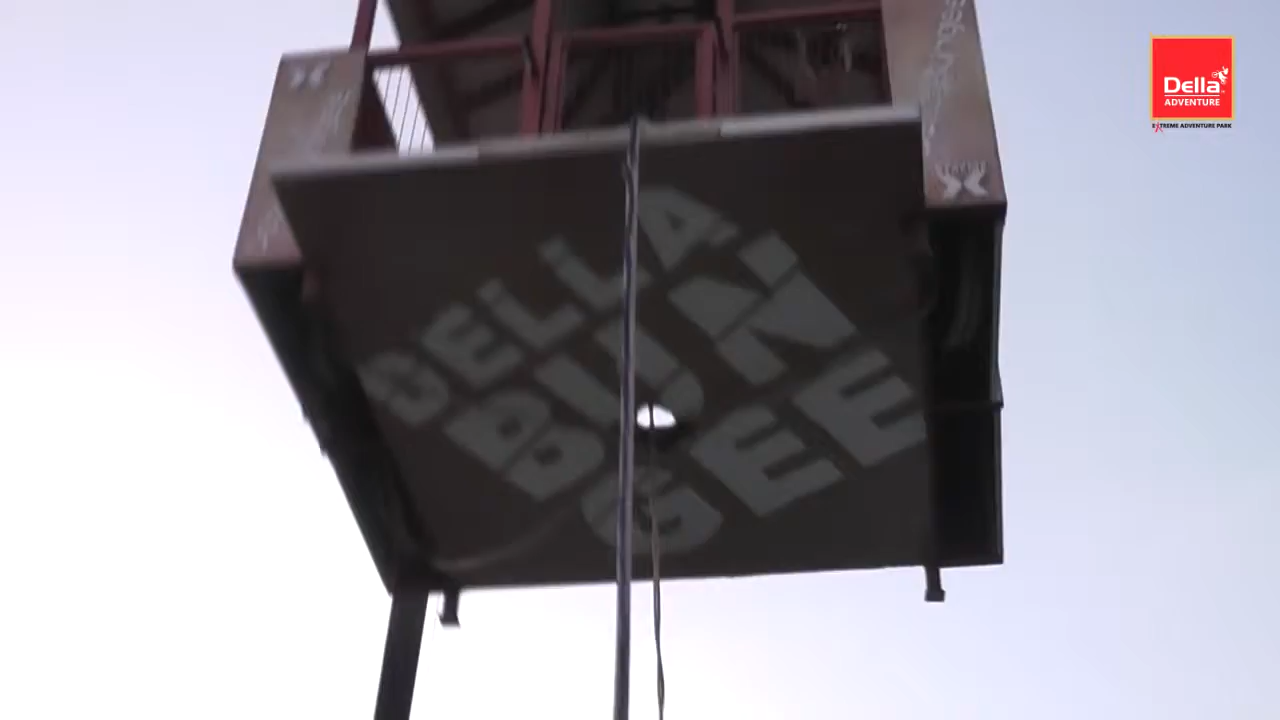 Della
ADVENTURE
EXTREME ADVENTURE PARK
DELLA
BUN
GEE